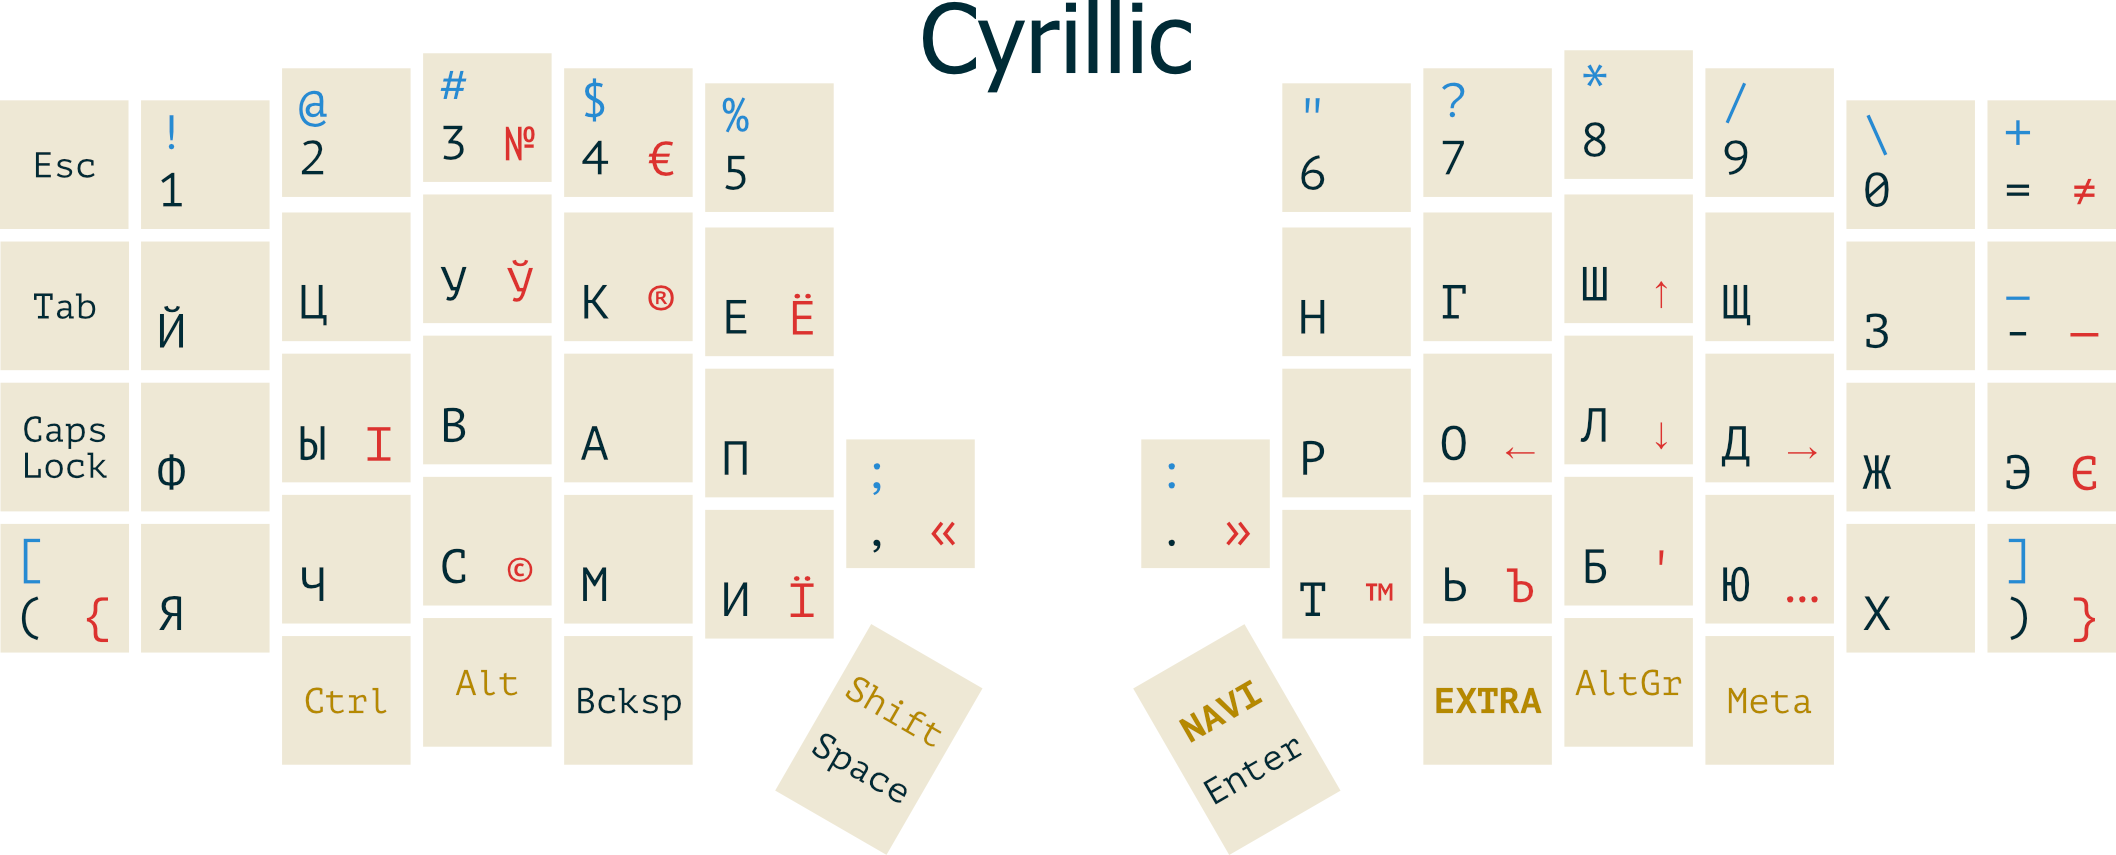 Cyrillic
Esc
!
1
@
2
#
3 №
$
4 €
%
5
"
6
?
7
*
8
/
9
\
0
+
= ≠
Tab
Й
Ц
У Ў
К ®
Е Ё
Н
Г
Ш ↑
Щ
З
_
- —
Caps
Lock
Ф
Ы І
В
А
П
;
, «
:
. »
Р
О ←
Л ↓
Д →
Ж
Э Є
[
( {
Я
Ч
С ©
М
И Ї
Т ™
Ь Ъ
Б '
Ю …
Х
]
) }
Ctrl
Alt
Bcksp
Shift
Space
NAVI
Enter
EXTRA
AltGr
Meta